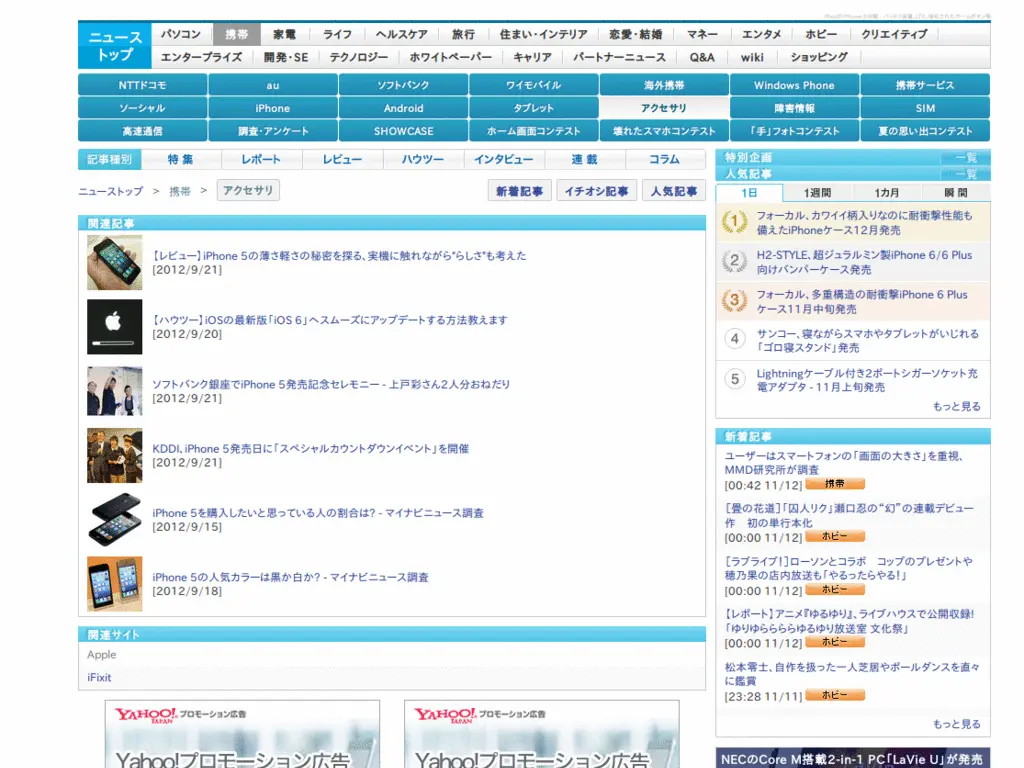 ニュース
トップ
パソコン 携帯 家電 ライフ ヘルスケア 旅行 住まい・インテリア 恋愛・結婚 マネー エンタメ ホビー クリエイティブ
エンタープライズ 開発・SE テクノロジー ホワイトペーパー キャリア パートナーニュース Q&A wiki ショッピング
NTTドコモ au ソフトバンク ワイモバイル 海外携帯 Windows Phone 携帯サービス
ソーシャル iPhone Android タブレット アクセサリ 障害情報 SIM
高速通信 調査・アンケート SHOWCASE ホーム画面コンテスト 壊れたスマホコンテスト 「手」フォトコンテスト 夏の思い出コンテスト
記事種別 特 集 レポート レビュー ハウツー インタビュー 連 載 コラム
ニューストップ > 携帯 > アクセサリ
新着記事 イチオシ記事 人気記事
関連記事
【レビュー】iPhone 5の薄さ軽さの秘密を探る、実機に触れながら"らしさ"も考えた
[2012/9/21]
【ハウツー】iOSの最新版「iOS 6」へスムーズにアップデートする方法教えます
[2012/9/20]
ソフトバンク銀座でiPhone 5発売記念セレモニー - 上戸彩さん2人分おねだり
[2012/9/21]
KDDI、iPhone 5発売日に「スペシャルカウントダウンイベント」を開催
[2012/9/21]
iPhone 5を購入したいと思っている人の割合は? - マイナビニュース調査
[2012/9/15]
iPhone 5の人気カラーは黒か白か? - マイナビニュース調査
[2012/9/18]
関連サイト
Apple
iFixit
YAHOO! JAPAN プロモーション広告
Yahoo!プロモーション広告
YAHOO! JAPAN プロモーション広告
Yahoo!プロモーション広告
特別企画 一覧
人気記事 一覧
1日 1週間 1カ月 瞬 間
1 フォーカル、カワイイ柄入りなのに耐衝撃性能も
備えたiPhoneケース12月発売
2 H2-STYLE、超ジュラルミン製iPhone 6/6 Plus
向けバンパーケース発売
3 フォーカル、多重構造の耐衝撃iPhone 6 Plus
ケース11月中旬発売
4 サンコー、寝ながらスマホやタブレットがいじれる
「ゴロ寝スタンド」発売
5 Lightningケーブル付き2ポートシガーソケット充
電アダプタ - 11月上旬発売
もっと見る
新着記事
ユーザーはスマートフォンの「画面の大きさ」を重視、
MMD研究所が調査
[00:42 11/12] 携帯
［畳の花道］「囚人リク」瀬口忍の“幻”の連載デビュー
作　初の単行本化
[00:00 11/12] ホビー
［ラブライブ！］ローソンとコラボ　コップのプレゼントや
穂乃果の店内放送も「やるったらやる！」
[00:00 11/12] ホビー
【レポート】アニメ『ゆるゆり』、ライブハウスで公開収録!
「ゆりゆららららゆるゆり放送室 文化祭」
[00:00 11/12] ホビー
松本零士、自作を扱った一人芝居やポールダンスを直々
に鑑賞
[23:28 11/11] ホビー
もっと見る
NECのCore M搭載2-in-1 PC「LaVie U」が発売